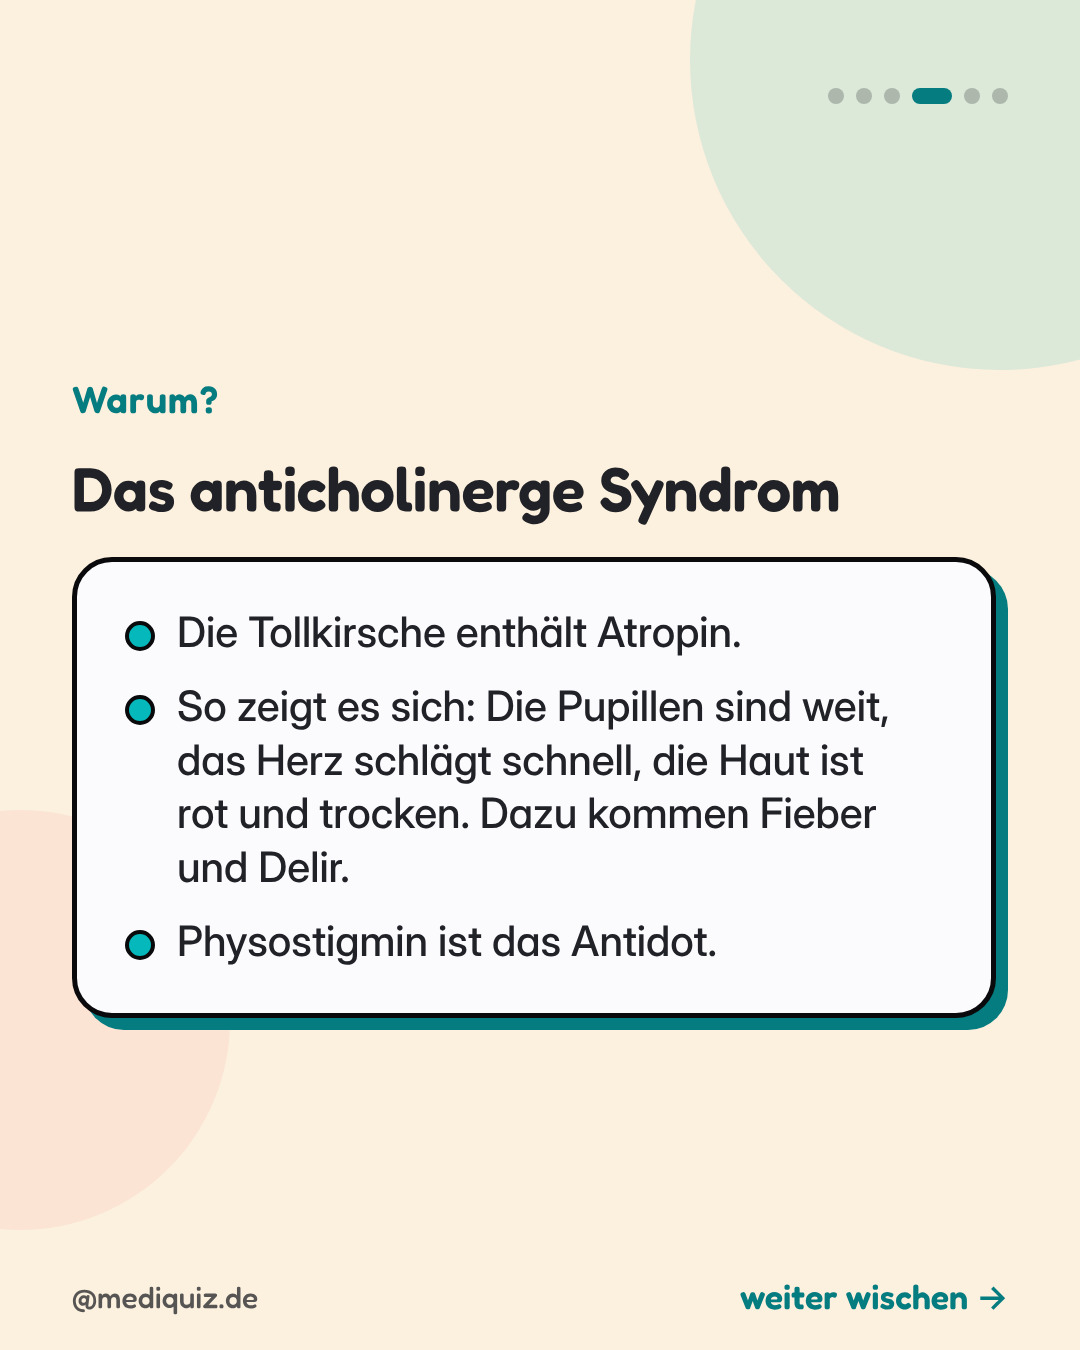 Warum?
Das anticholinerge Syndrom
Die Tollkirsche enthält Atropin.
So zeigt es sich: Die Pupillen sind weit,
das Herz schlägt schnell, die Haut ist
rot und trocken. Dazu kommen Fieber
und Delir.
Physostigmin ist das Antidot.
@mediquiz.de
weiter wischen →